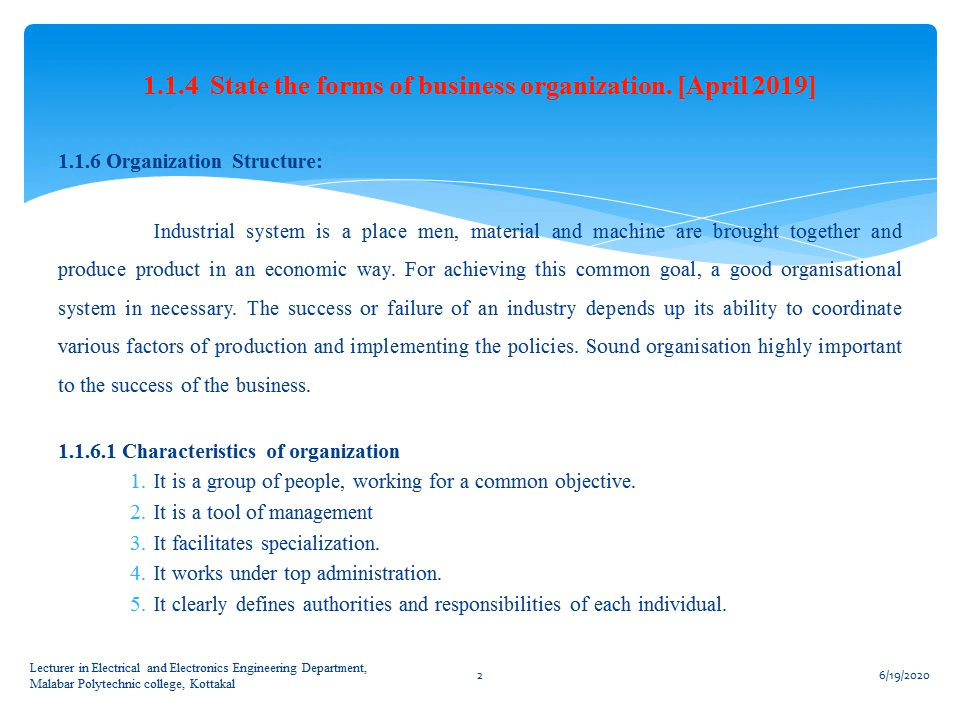 1.1.4 State the forms of business organization. [April 2019]
1.1.6 Organization Structure:
Industrial system is a place men, material and machine are brought together and
produce product in an economic way. For achieving this common goal, a good organisational
system in necessary. The success or failure of an industry depends up its ability to coordinate
various factors of production and implementing the policies. Sound organisation highly important
to the success of the business.
1.1.6.1 Characteristics of organization
1. It is a group of people, working for a common objective.
2. It is a tool of management
3. It facilitates specialization.
4. It works under top administration.
5. It clearly defines authorities and responsibilities of each individual.
Lecturer in Electrical and Electronics Engineering Department,
Malabar Polytechnic college, Kottakal
2
6/19/2020